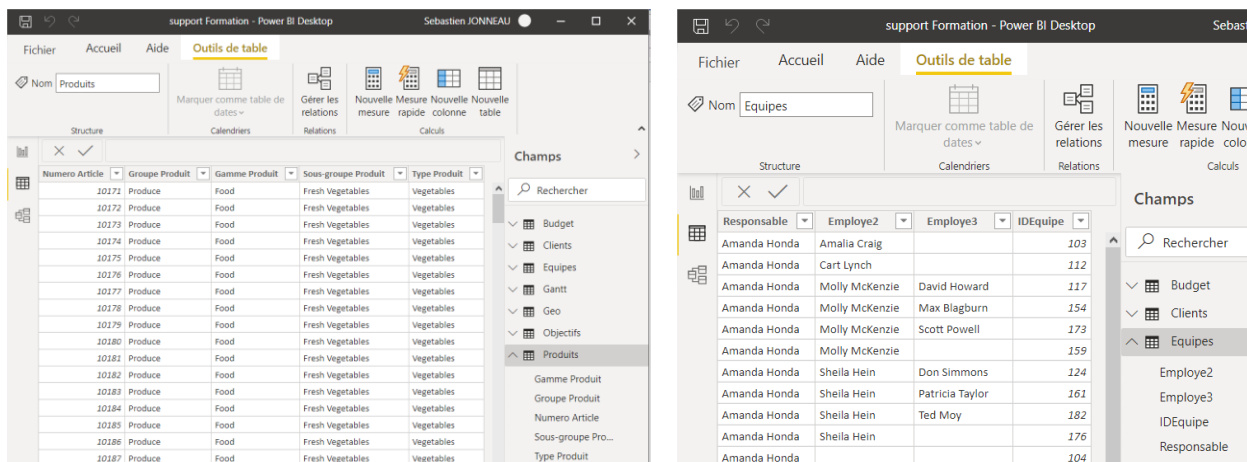 support Formation - Power BI Desktop
Sebastien JONNEAU
Fichier Accueil Aide Outils de table
Nom Produits
Marquer comme table de dates
Gérer les relations
Nouvelle mesure
Mesure rapide
Nouvelle colonne
Nouvelle table
Structure Calendriers Relations Calculs
Numero Article Groupe Produit Gamme Produit Sous-groupe Produit Type Produit
10171 Produce Food Fresh Vegetables Vegetables
10172 Produce Food Fresh Vegetables Vegetables
10173 Produce Food Fresh Vegetables Vegetables
10174 Produce Food Fresh Vegetables Vegetables
10175 Produce Food Fresh Vegetables Vegetables
10176 Produce Food Fresh Vegetables Vegetables
10177 Produce Food Fresh Vegetables Vegetables
10178 Produce Food Fresh Vegetables Vegetables
10179 Produce Food Fresh Vegetables Vegetables
10180 Produce Food Fresh Vegetables Vegetables
10181 Produce Food Fresh Vegetables Vegetables
10182 Produce Food Fresh Vegetables Vegetables
10183 Produce Food Fresh Vegetables Vegetables
10184 Produce Food Fresh Vegetables Vegetables
10185 Produce Food Fresh Vegetables Vegetables
10186 Produce Food Fresh Vegetables Vegetables
10187 Produce Food Fresh Vegetables Vegetables
Champs
Rechercher
Budget
Clients
Equipes
Gantt
Geo
Objectifs
Produits
Gamme Produit
Groupe Produit
Numero Article
Sous-groupe Pro...
Type Produit
support Formation - Power BI Desktop
Sebast
Fichier Accueil Aide Outils de table
Nom Equipes
Marquer comme table de dates
Gérer les relations
Nouvelle mesure
Mesure rapide
Nouv
colo
Structure Calendriers Relations Calculs
Responsable Employe2 Employe3 IDEquipe
Amanda Honda Amalia Craig 103
Amanda Honda Cart Lynch 112
Amanda Honda Molly McKenzie David Howard 117
Amanda Honda Molly McKenzie Max Blagburn 154
Amanda Honda Molly McKenzie Scott Powell 173
Amanda Honda Molly McKenzie 159
Amanda Honda Sheila Hein Don Simmons 124
Amanda Honda Sheila Hein Patricia Taylor 161
Amanda Honda Sheila Hein Ted Moy 182
Amanda Honda Sheila Hein 176
Amanda Honda 104
Champs
Rechercher
Budget
Clients
Equipes
Employe2
Employe3
IDEquipe
Responsable